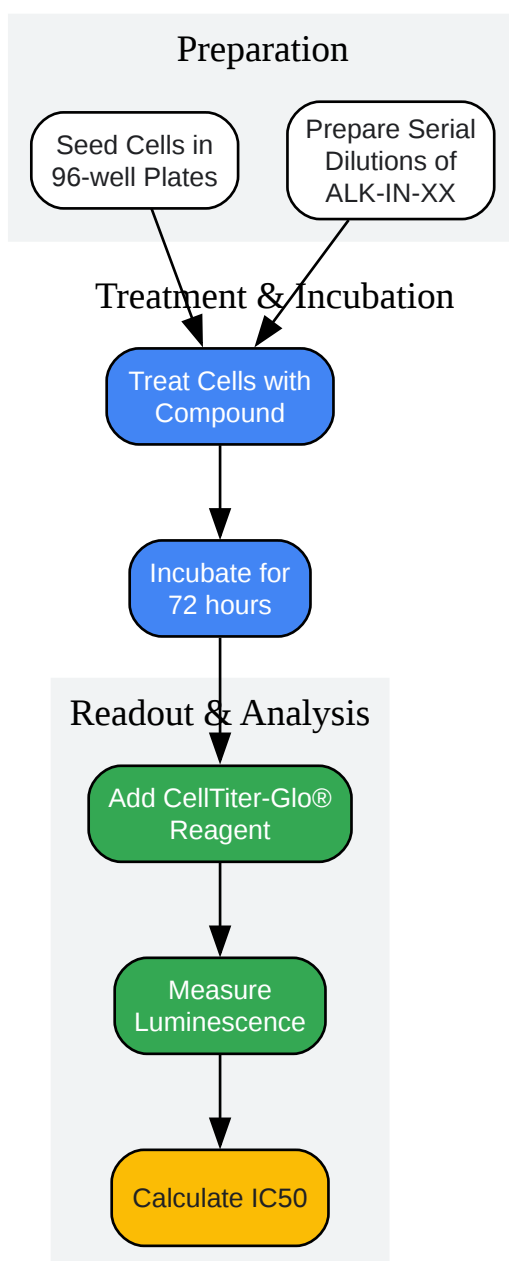 Preparation
Seed Cells in
96-well Plates
Prepare Serial
Dilutions of
ALK-IN-XX
Treatment & Incubation
Treat Cells with
Compound
Incubate for
72 hours
Readout & Analysis
Add CellTiter-Glo®
Reagent
Measure
Luminescence
Calculate IC50